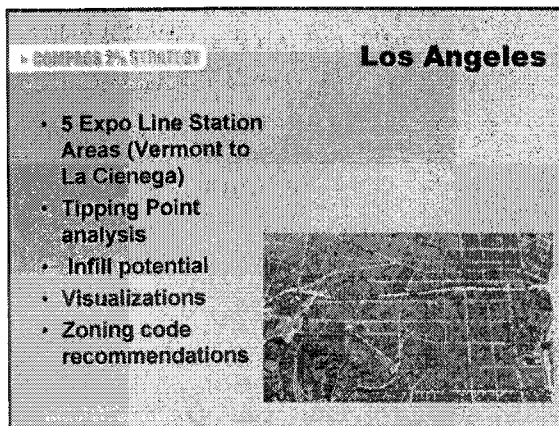 COMPASS 2% STRATEGY
Los Angeles
• 5 Expo Line Station
Areas (Vermont to
La Cienega)
• Tipping Point
analysis
• Infill potential
• Visualizations
• Zoning code
recommendations